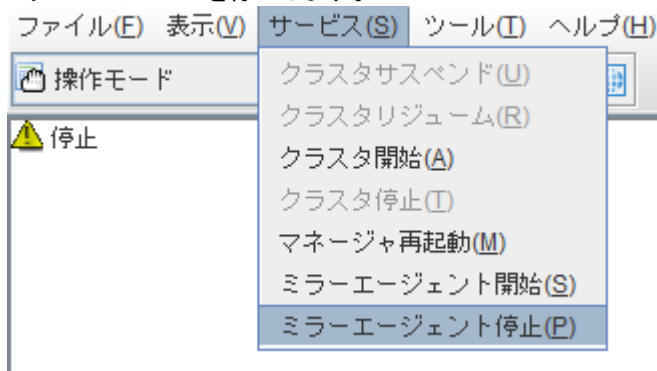 ファイル(F) 表示(V) サービス(S) ツール(T) ヘルプ(H)
操作モード
クラスタサスペンド(U)
クラスタリジューム(R)
停止
クラスタ開始(A)
クラスタ停止(T)
マネージャ再起動(M)
ミラーエージェント開始(S)
ミラーエージェント停止(P)